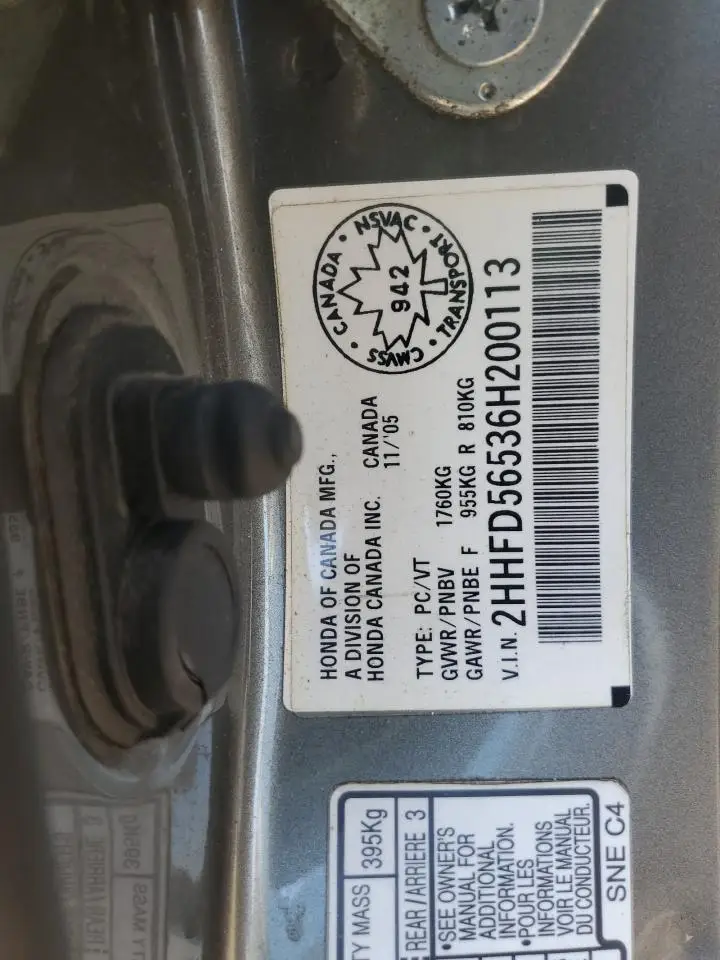 HONDA OF CANADA MFG.,
A DIVISION OF
HONDA CANADA INC. CANADA
11/'05
TYPE: PC/VT
GVWR/PNBV 1760KG
GAWR/PNBE F 955KG R 810KG
V.I.N. 2HHFD56536H200113
CANADA · NSVAC · TRANSPORT · CMVSS
942
TY MASS 395Kg
REAR/ARRIERE 3
•SEE OWNER'S
MANUAL FOR
ADDITIONAL
INFORMATION.
•POUR LES
INFORMATIONS
VOIR LE MANUAL
DU CONDUCTEUR.
SNE C4